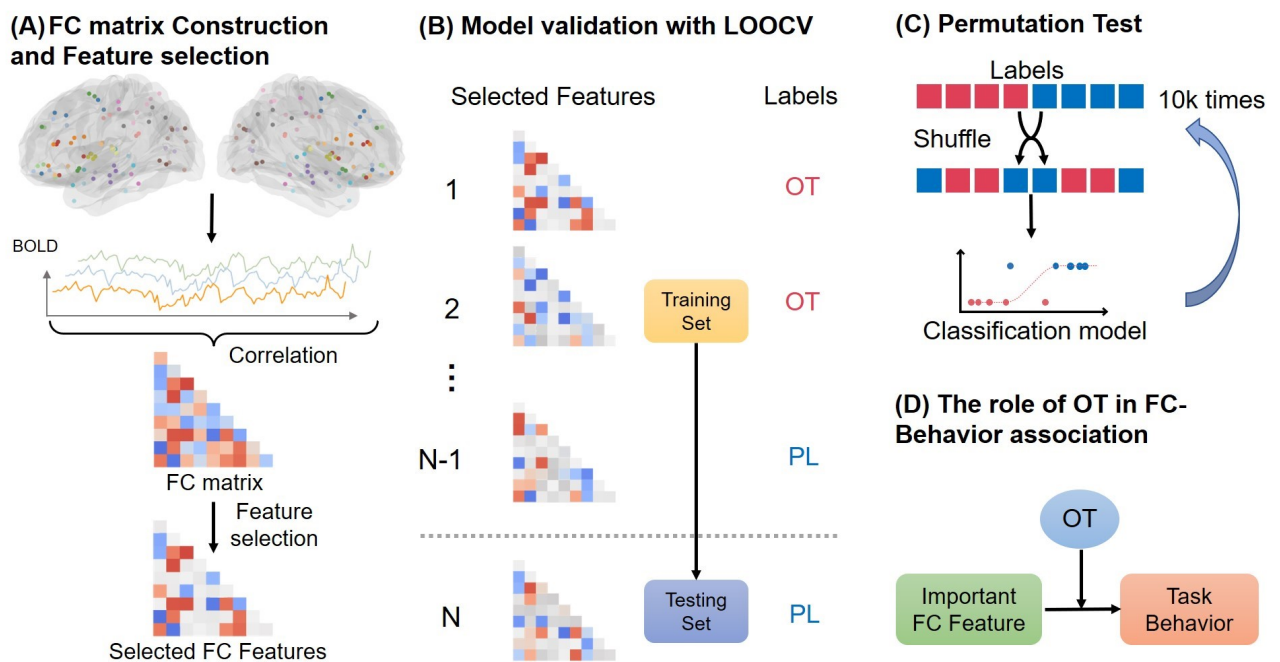 (A) FC matrix Construction
and Feature selection
BOLD
Correlation
FC matrix
Feature
selection
Selected FC Features
(B) Model validation with LOOCV
Selected Features
Labels
1
OT
2
Training
Set
OT
⋮
N-1
PL
N
Testing
Set
PL
(C) Permutation Test
Labels
10k times
Shuffle
Classification model
(D) The role of OT in FC-
Behavior association
OT
Important
FC Feature
Task
Behavior